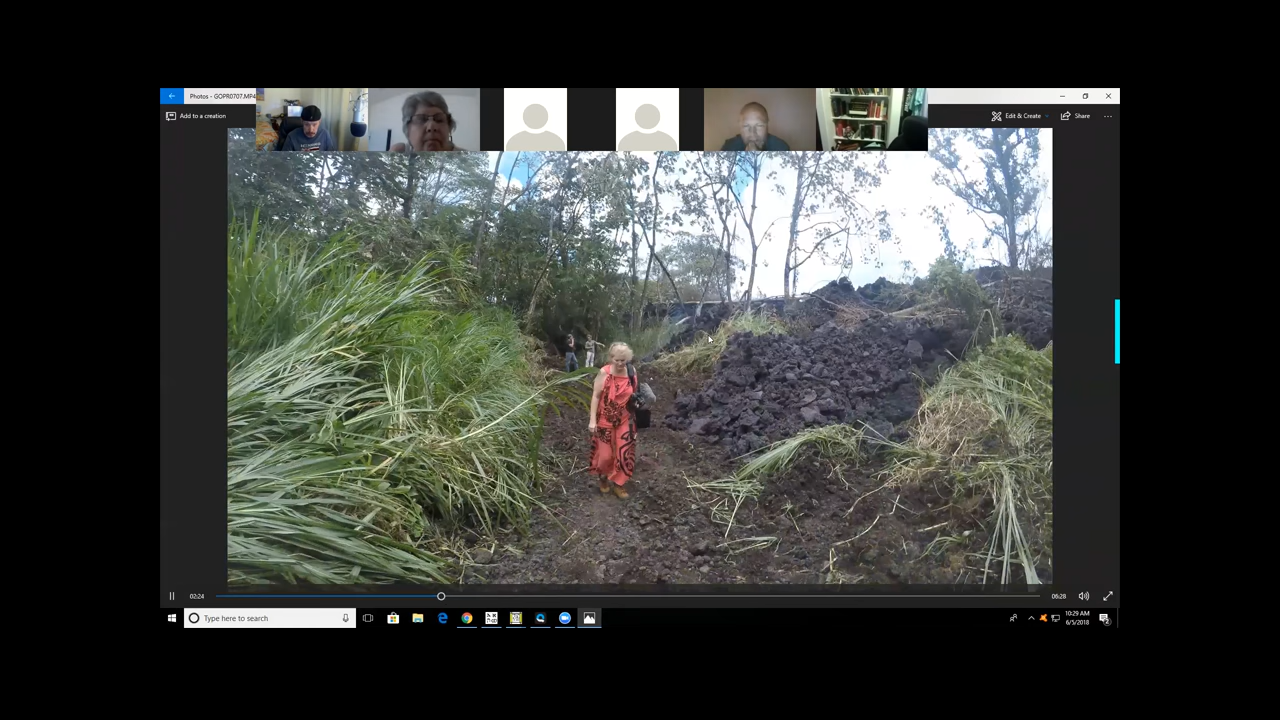 Photos - GOPR0707.MP4
Add to a creation
Edit & Create
Share
02:24
06:28
Type here to search
10:29 AM
6/5/2018
2